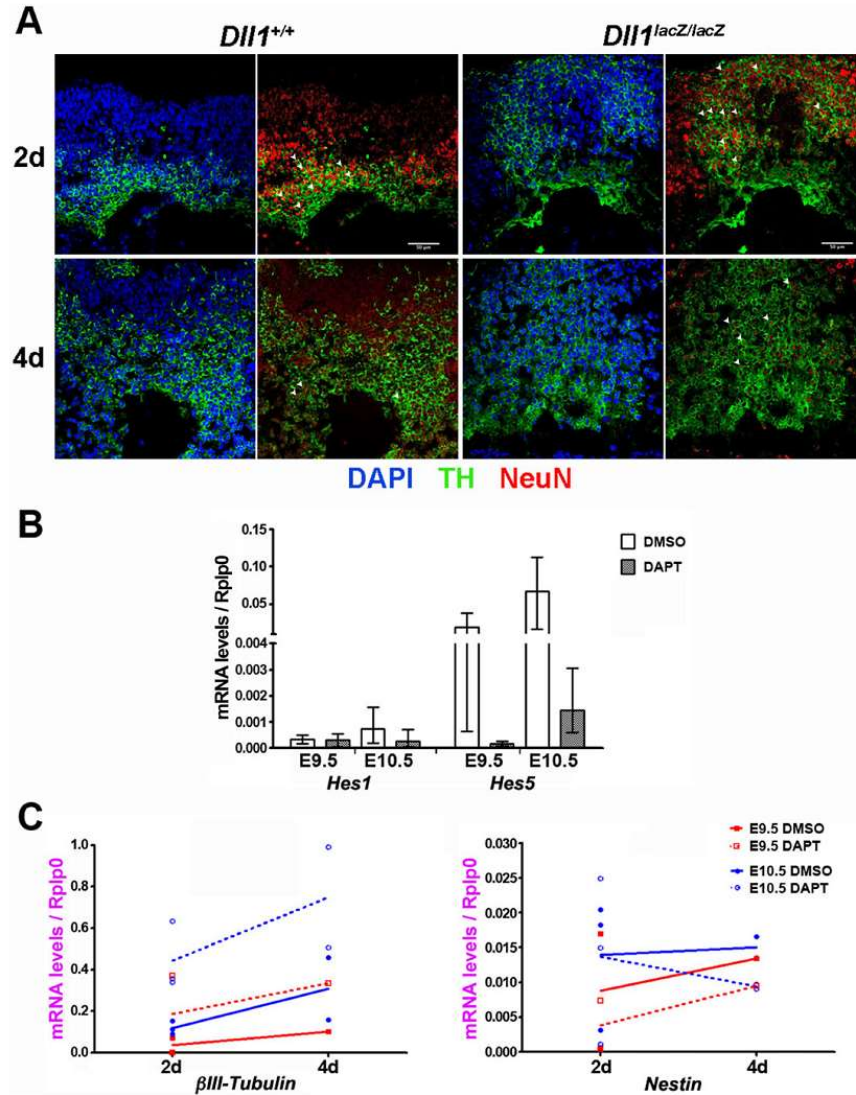 A
Dll1+/+
Dll1lacZ/lacZ
2d
50 µm
50 µm
4d
DAPI TH NeuN
B
mRNA levels / Rplp0
0.15
0.10
0.05
0.004
0.003
0.002
0.001
0.000
DMSO
DAPT
E9.5 E10.5 E9.5 E10.5
Hes1 Hes5
C
mRNA levels / Rplp0
1.0
0.8
0.6
0.4
0.2
0.0
2d 4d
βIII-Tubulin
mRNA levels / Rplp0
0.030
0.025
0.020
0.015
0.010
0.005
0.000
2d 4d
Nestin
E9.5 DMSO
E9.5 DAPT
E10.5 DMSO
E10.5 DAPT